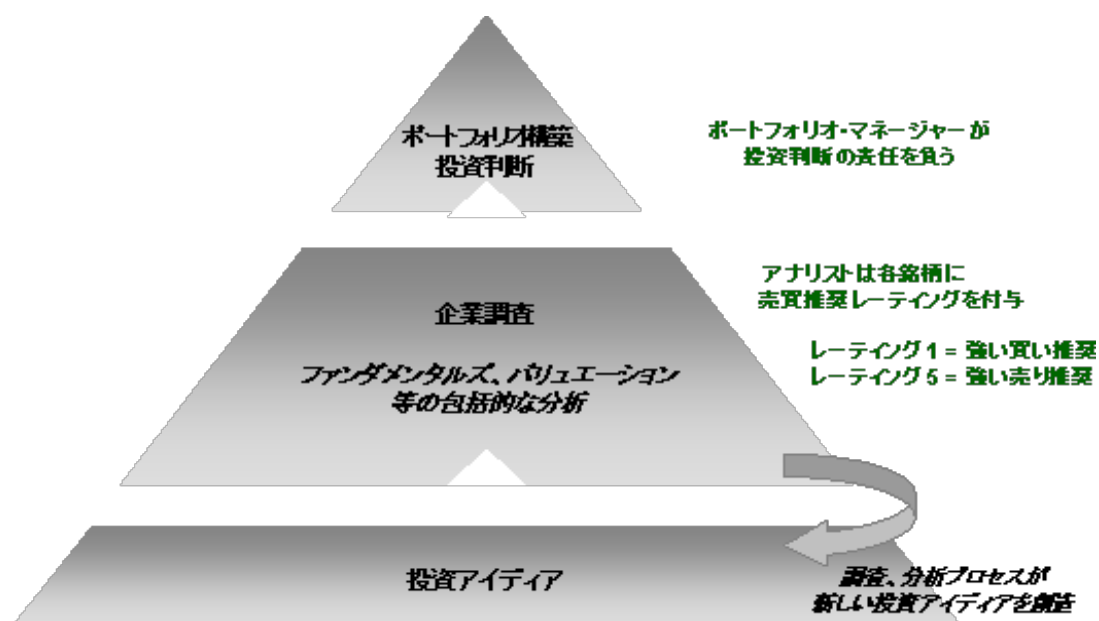 ポートフォリオ構築
投資判断
ポートフォリオ・マネージャーが
投資判断の責任を負う
企業調査
ファンダメンタルズ、バリュエーション
等の包括的な分析
アナリストは各銘柄に
売買推奨レーティングを付与
レーティング1 = 強い買い推奨
レーティング5 = 強い売り推奨
投資アイディア
調査、分析プロセスが
新しい投資アイディアを創造